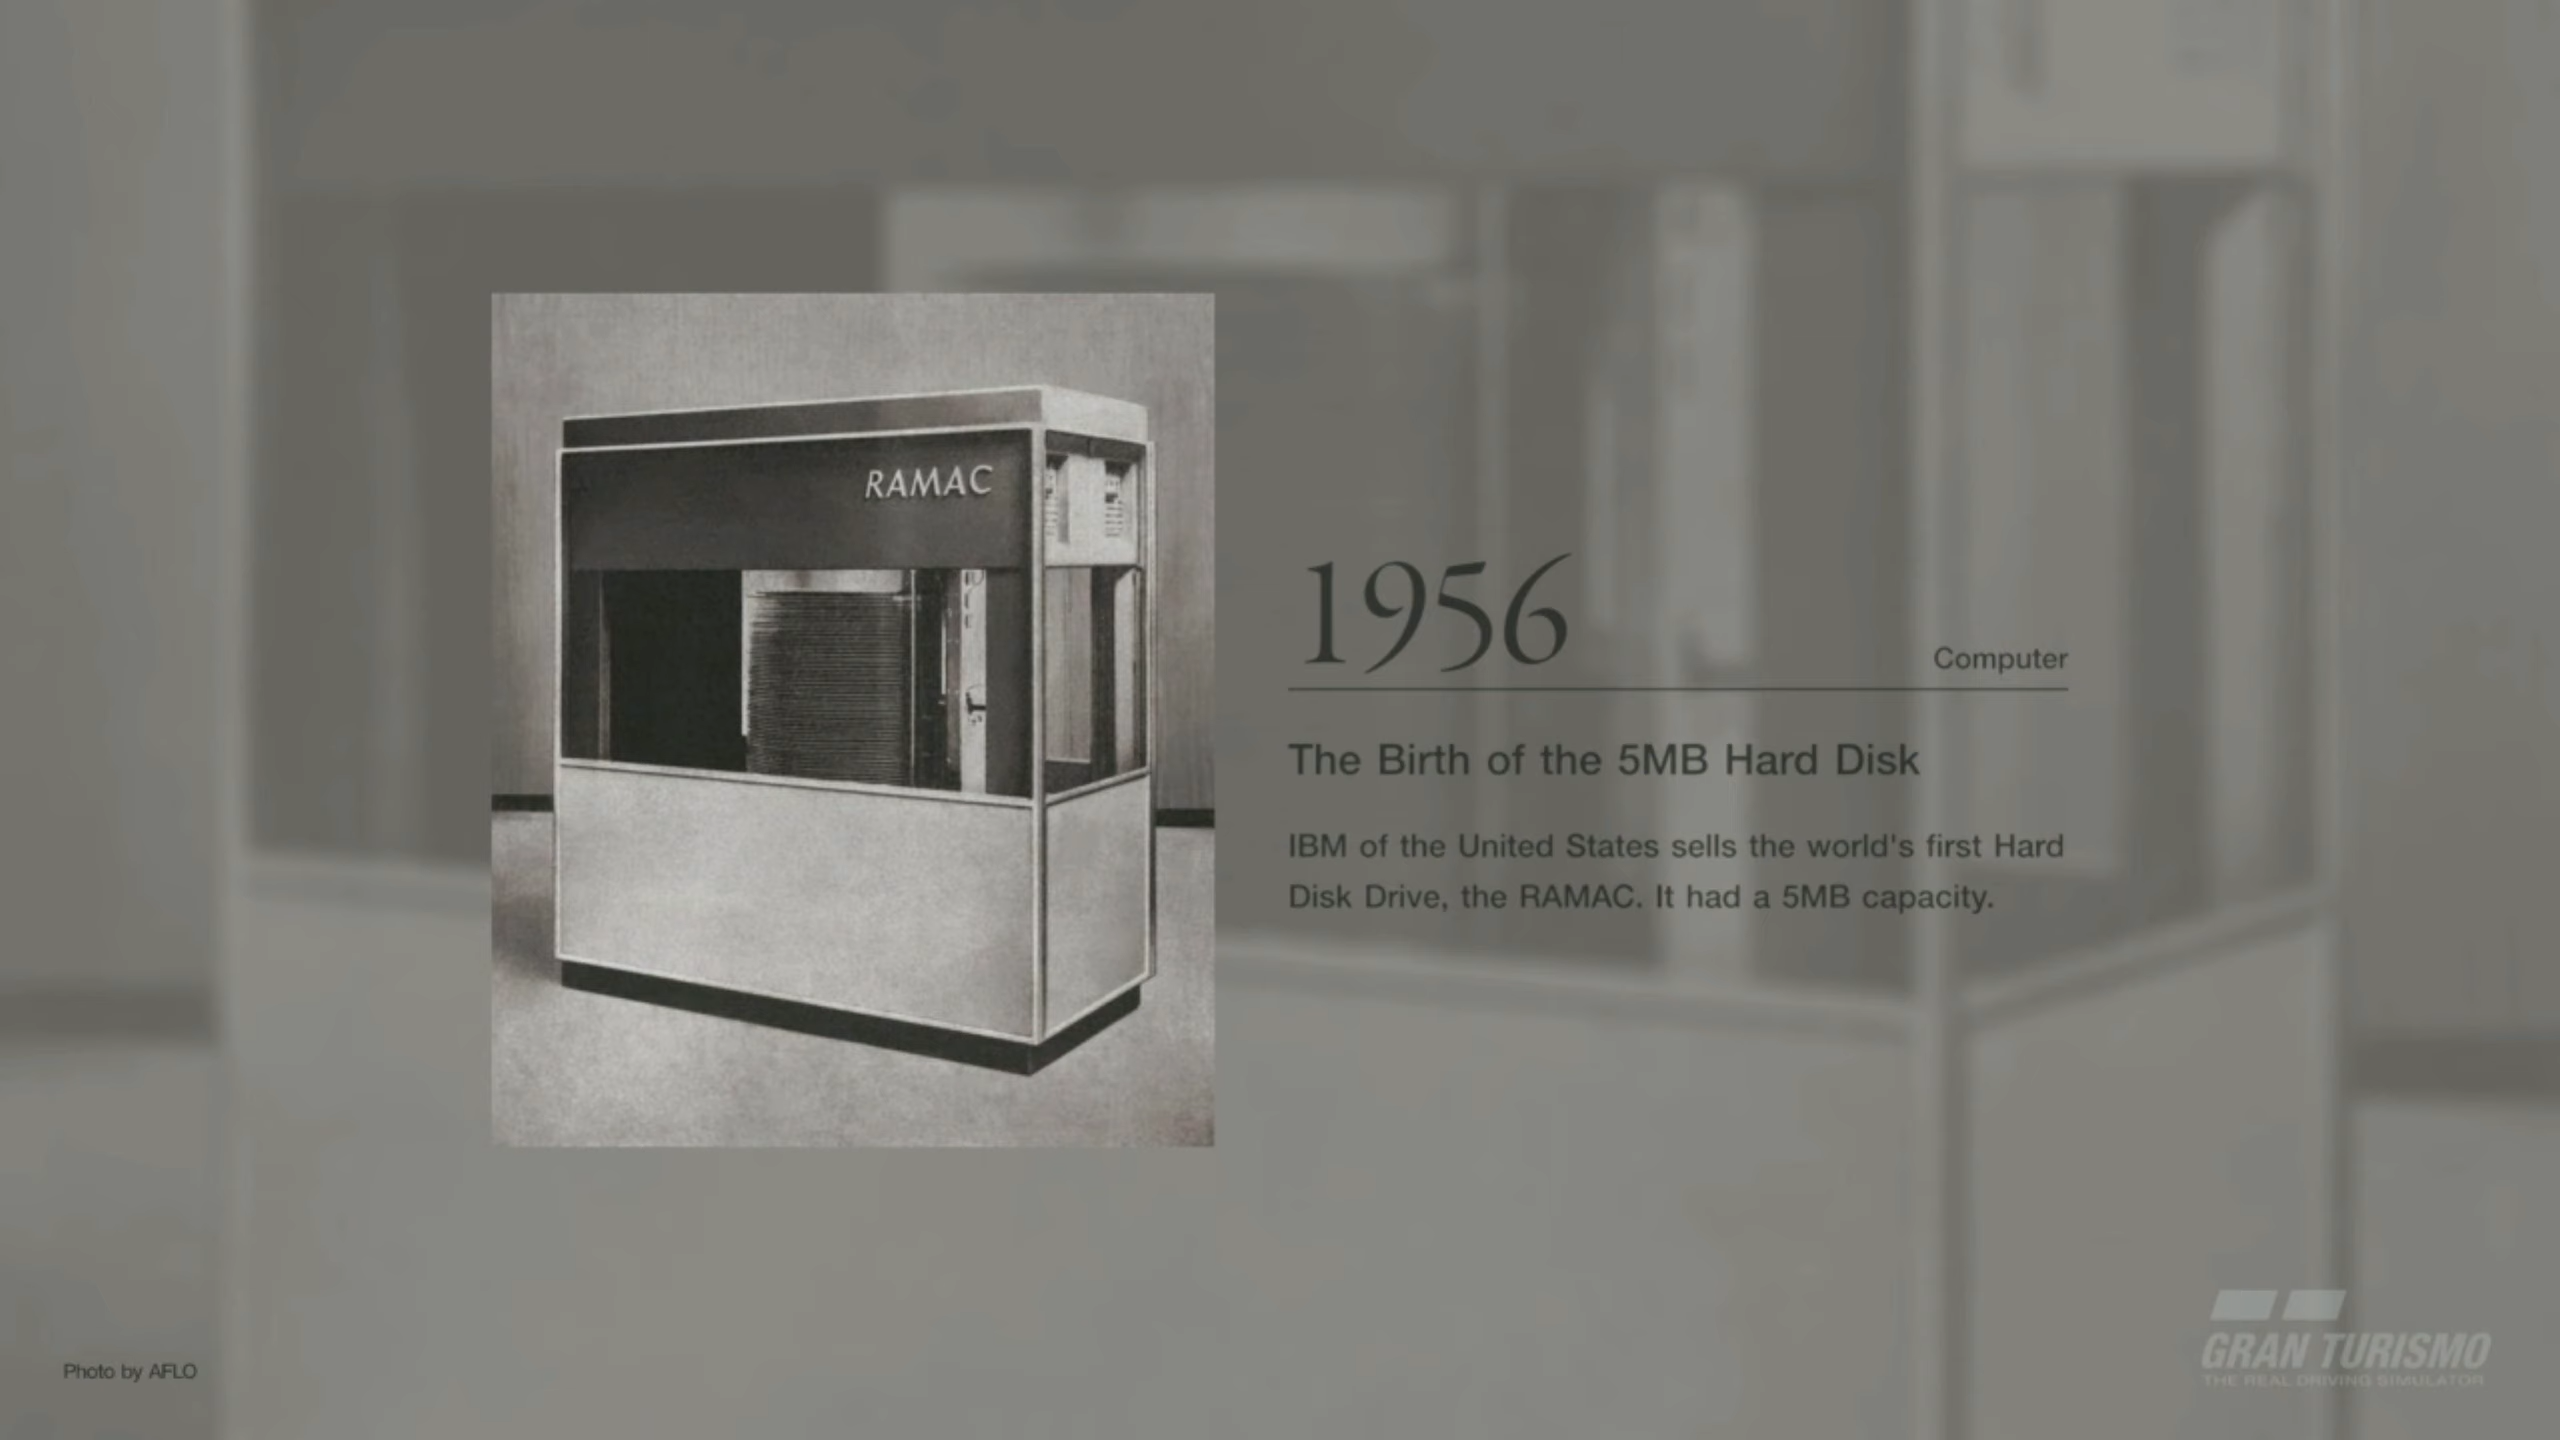 RAMAC
1956
Computer
The Birth of the 5MB Hard Disk
IBM of the United States sells the world's first Hard
Disk Drive, the RAMAC. It had a 5MB capacity.
Photo by AFLO
GRAN TURISMO
THE REAL DRIVING SIMULATOR